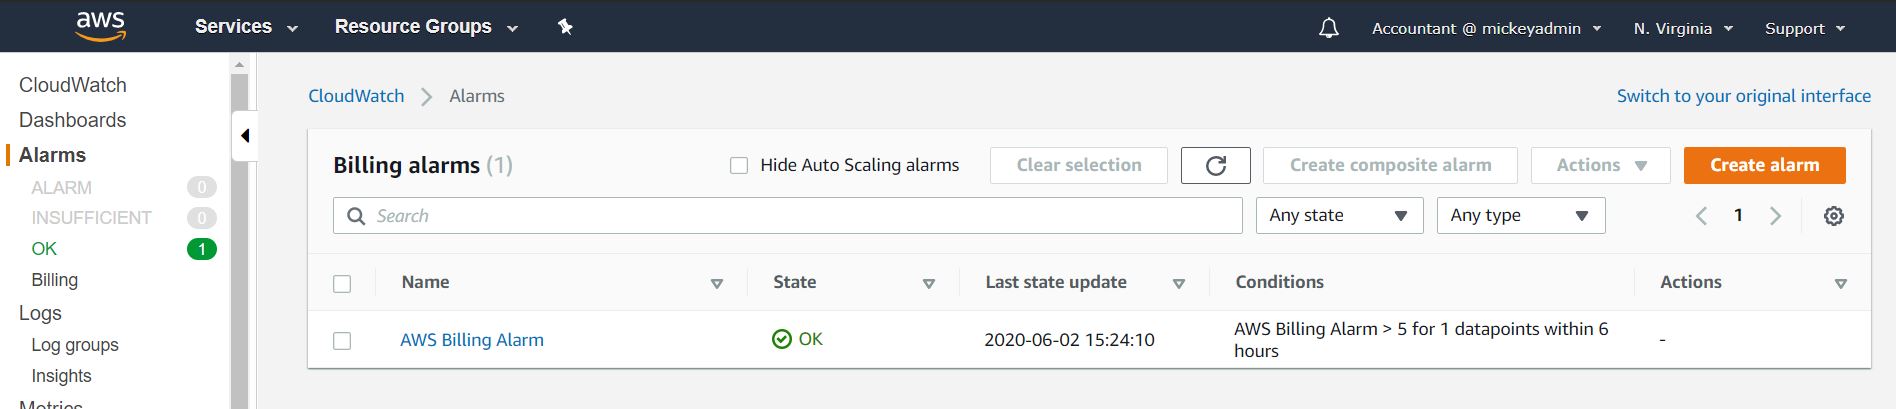 aws
Services
Resource Groups
Accountant @ mickeyadmin
N. Virginia
Support
CloudWatch
Dashboards
Alarms
ALARM 0
INSUFFICIENT 0
OK 1
Billing
Logs
Log groups
Insights
Metrics
CloudWatch
Alarms
Switch to your original interface
Billing alarms (1)
Hide Auto Scaling alarms
Clear selection
Create composite alarm
Actions
Create alarm
Search
Any state
Any type
1
Name
State
Last state update
Conditions
Actions
AWS Billing Alarm
OK
2020-06-02 15:24:10
AWS Billing Alarm > 5 for 1 datapoints within 6
hours
-